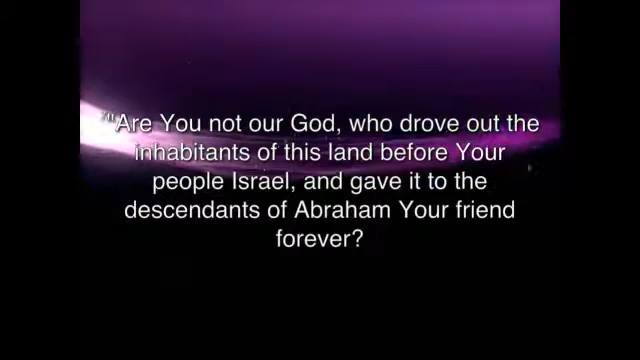 "Are You not our God, who drove out the
inhabitants of this land before Your
people Israel, and gave it to the
descendants of Abraham Your friend
forever?